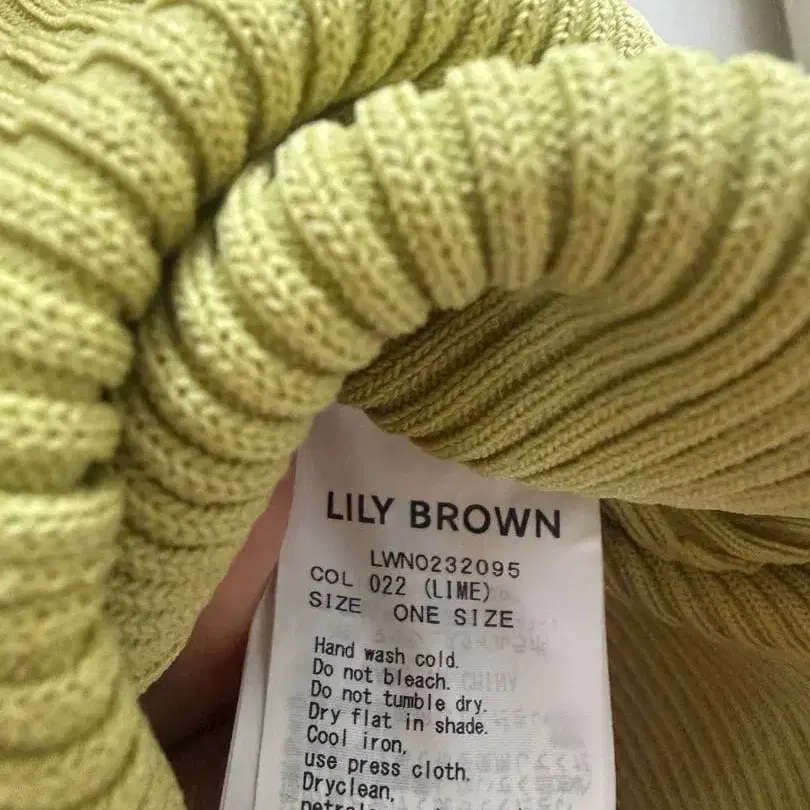 LILY BROWN
LWNO232095
COL 022 (LIME)
SIZE ONE SIZE
Hand wash cold.
Do not bleach.
Do not tumble dry.
Dry flat in shade.
Cool iron,
use press cloth.
Dryclean,